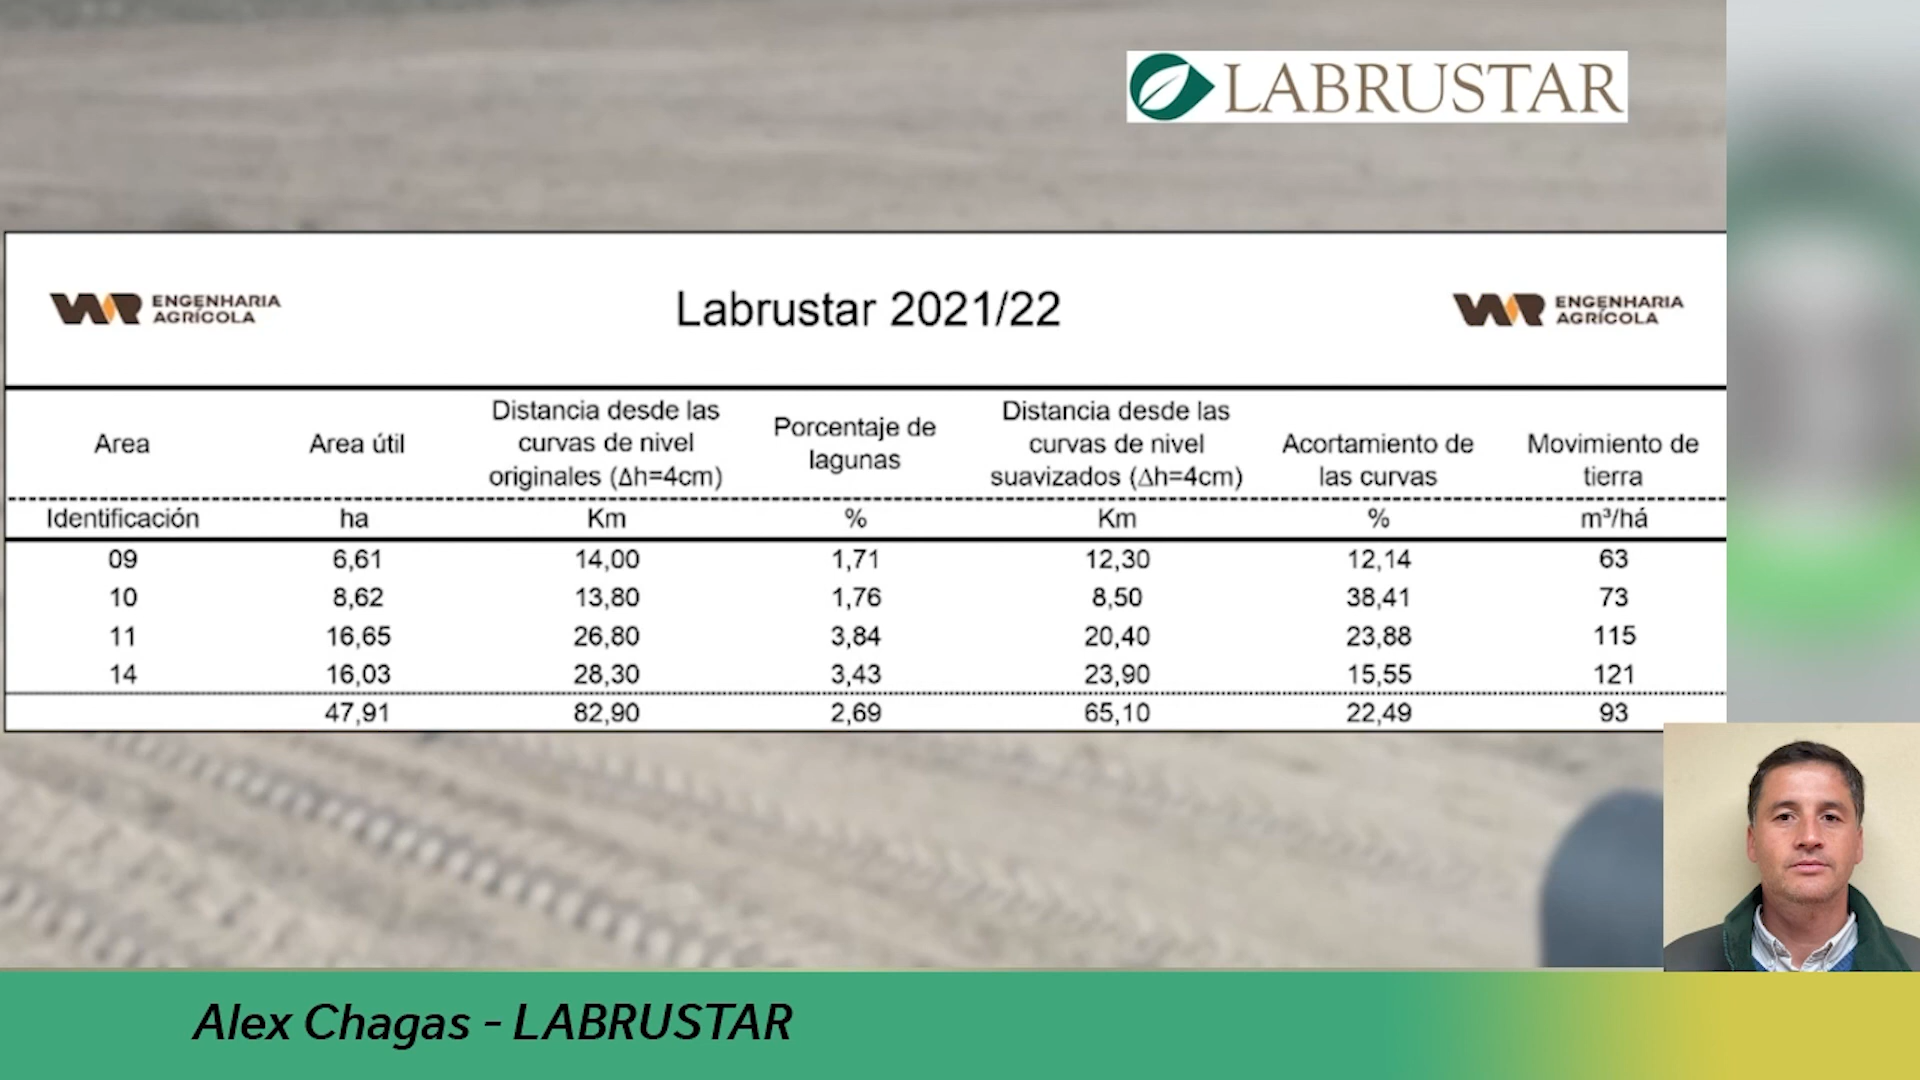 LABRUSTAR
WR ENGENHARIA AGRÍCOLA
Labrustar 2021/22
WR ENGENHARIA AGRÍCOLA
Area Area útil Distancia desde las curvas de nivel originales (Δh=4cm) Porcentaje de lagunas Distancia desde las curvas de nivel suavizados (Δh=4cm) Acortamiento de las curvas Movimiento de tierra
Identificación ha Km % Km % m³/há
09 6,61 14,00 1,71 12,30 12,14 63
10 8,62 13,80 1,76 8,50 38,41 73
11 16,65 26,80 3,84 20,40 23,88 115
14 16,03 28,30 3,43 23,90 15,55 121
47,91 82,90 2,69 65,10 22,49 93
Alex Chagas - LABRUSTAR